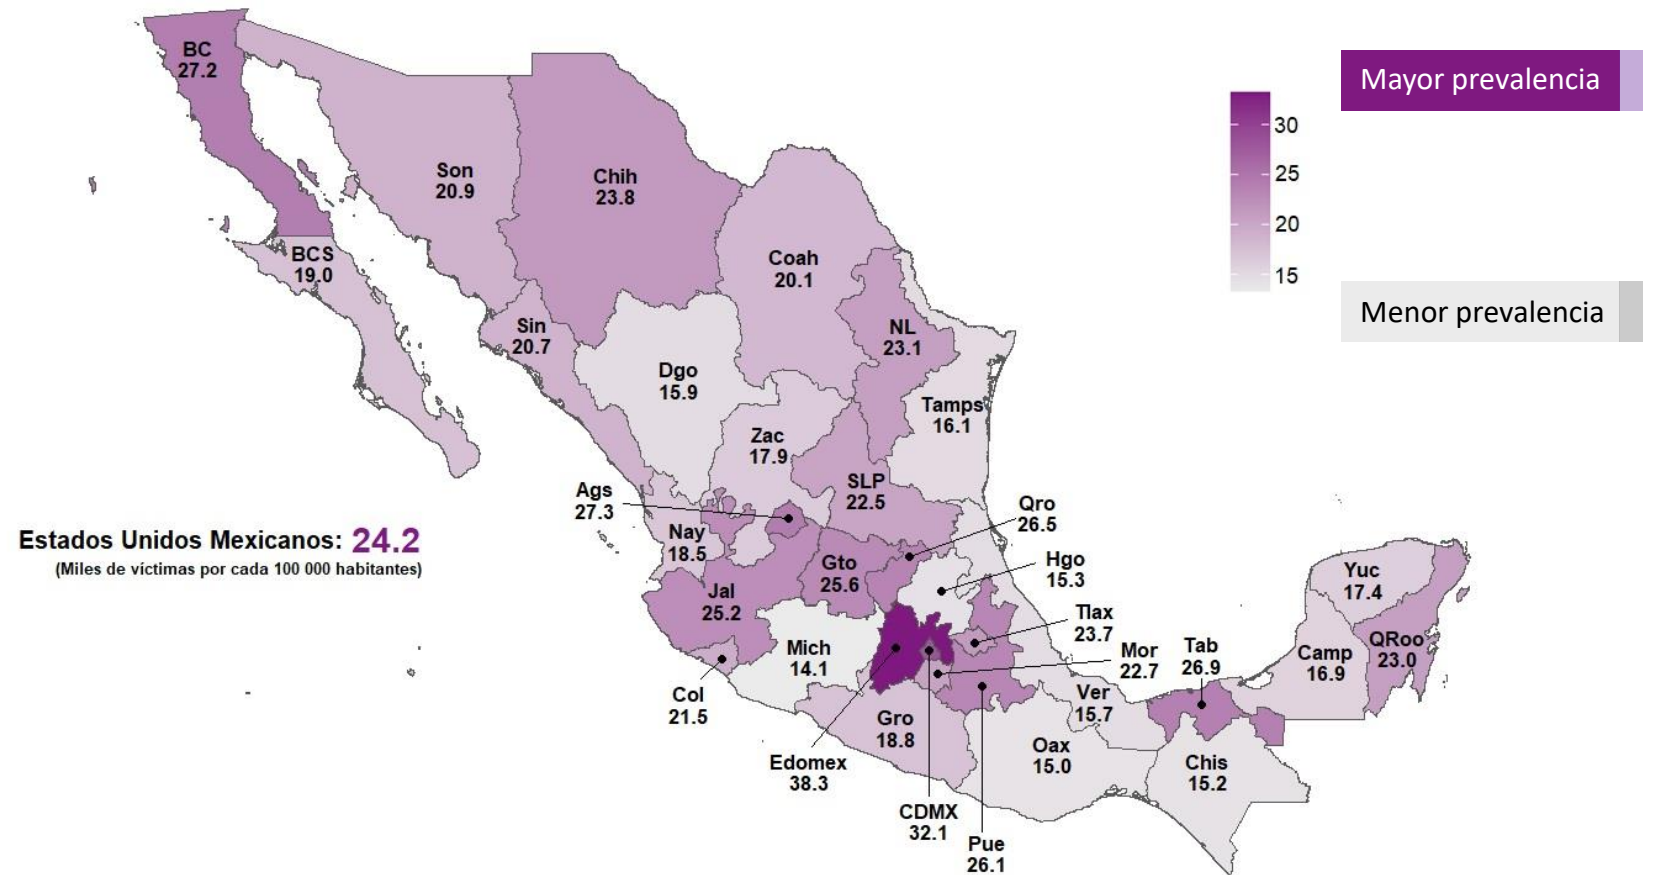 BC
27.2
Mayor prevalencia
30
25
20
15
Menor prevalencia
Son
20.9
Chih
23.8
BCS
19.0
Coah
20.1
Sin
20.7
NL
23.1
Dgo
15.9
Tamps
16.1
Zac
17.9
SLP
22.5
Ags
27.3
Qro
26.5
Estados Unidos Mexicanos: 24.2
(Miles de víctimas por cada 100 000 habitantes)
Nay
18.5
Gto
25.6
Hgo
15.3
Jal
25.2
Yuc
17.4
Tlax
23.7
Mich
14.1
Mor
22.7
Tab
26.9
Camp
16.9
QRoo
23.0
Col
21.5
Ver
15.7
Gro
18.8
Edomex
38.3
Oax
15.0
Chis
15.2
CDMX
32.1
Pue
26.1